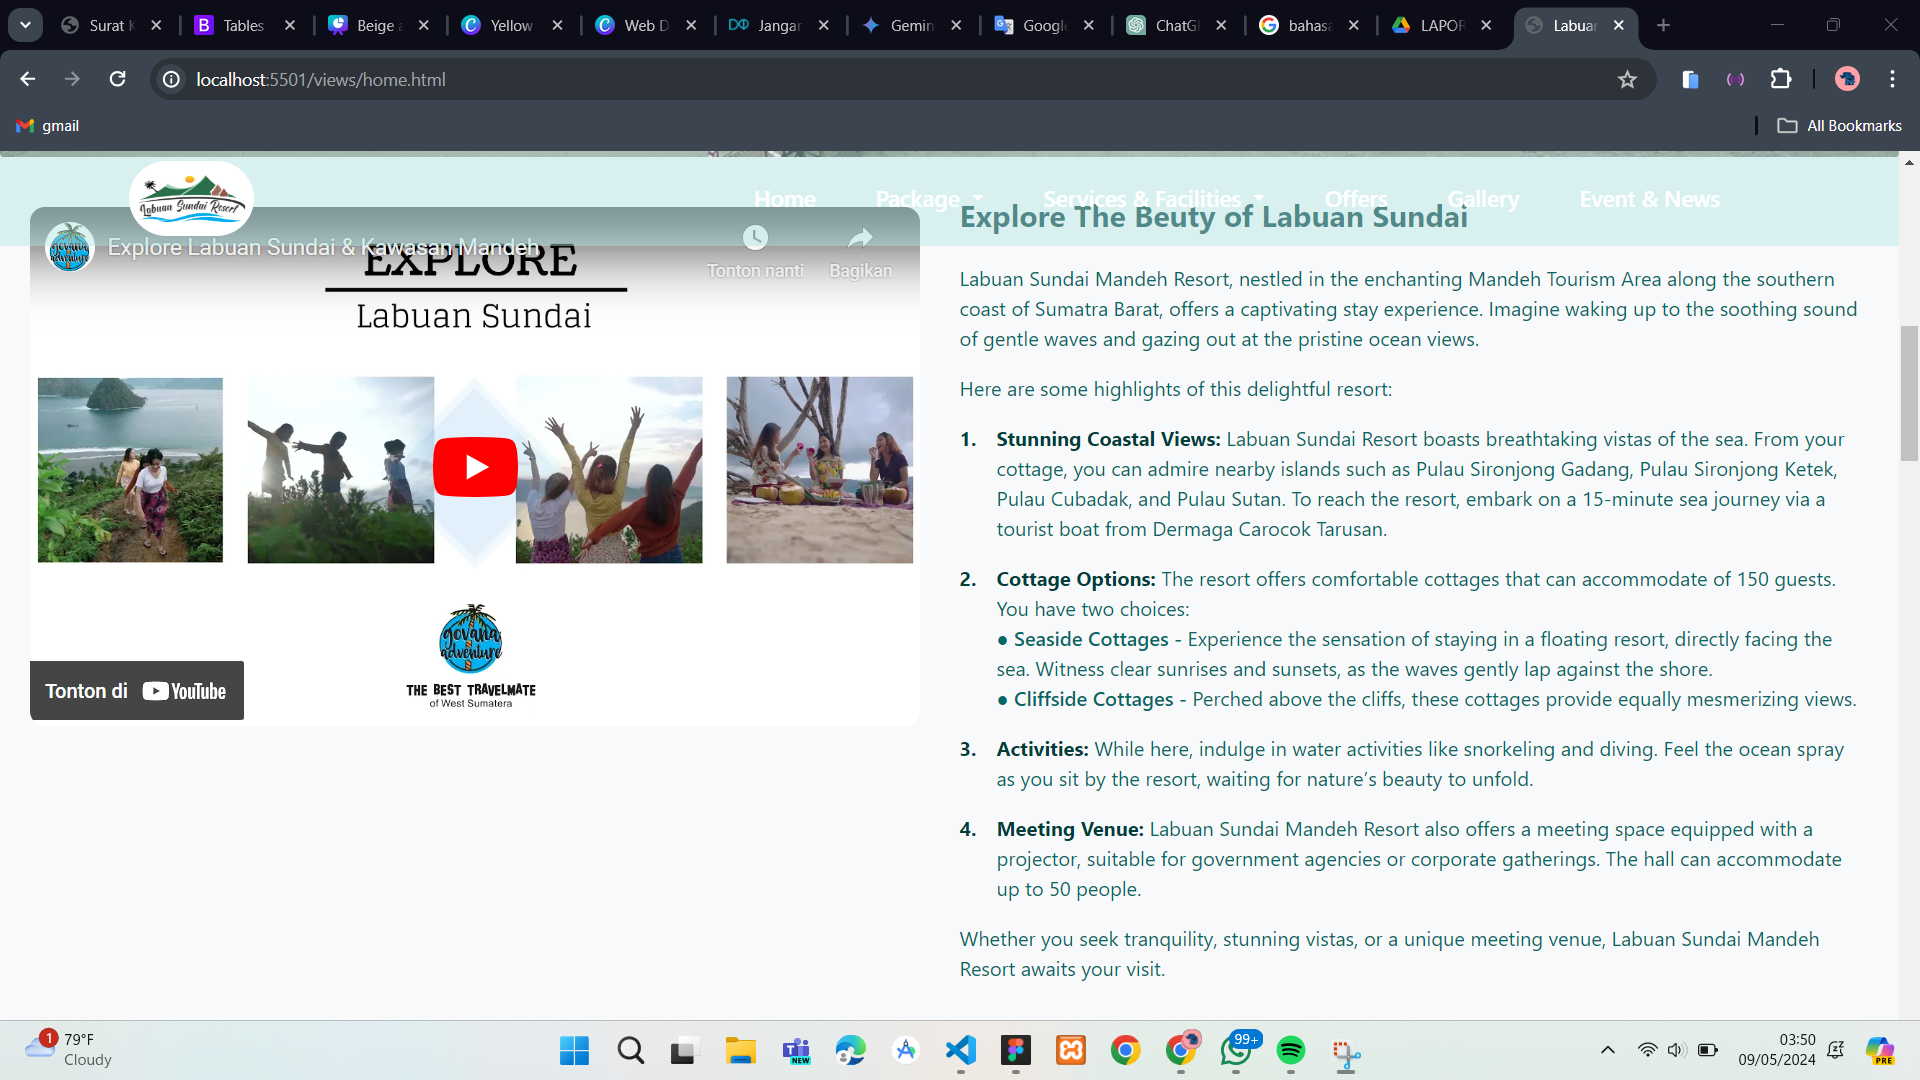 Surat K
Tables
Beige a
Yellow
Web D
Jangan
Gemin
Google
ChatG
bahasa
LAPOR
Labuan
localhost:5501/views/home.html
gmail
All Bookmarks
Labuan Sundai Resort
Home
Package
Services & Facilities
Offers
Gallery
Event & News
govana adventure
Explore Labuan Sundai & Kawasan Mandeh
Tonton nanti
Bagikan
EXPLORE
Labuan Sundai
govana
adventure
THE BEST TRAVELMATE
of West Sumatera
Tonton di YouTube
Explore The Beuty of Labuan Sundai
Labuan Sundai Mandeh Resort, nestled in the enchanting Mandeh Tourism Area along the southern
coast of Sumatra Barat, offers a captivating stay experience. Imagine waking up to the soothing sound
of gentle waves and gazing out at the pristine ocean views.
Here are some highlights of this delightful resort:
1. Stunning Coastal Views: Labuan Sundai Resort boasts breathtaking vistas of the sea. From your
cottage, you can admire nearby islands such as Pulau Sironjong Gadang, Pulau Sironjong Ketek,
Pulau Cubadak, and Pulau Sutan. To reach the resort, embark on a 15-minute sea journey via a
tourist boat from Dermaga Carocok Tarusan.
2. Cottage Options: The resort offers comfortable cottages that can accommodate of 150 guests.
You have two choices:
● Seaside Cottages - Experience the sensation of staying in a floating resort, directly facing the
sea. Witness clear sunrises and sunsets, as the waves gently lap against the shore.
● Cliffside Cottages - Perched above the cliffs, these cottages provide equally mesmerizing views.
3. Activities: While here, indulge in water activities like snorkeling and diving. Feel the ocean spray
as you sit by the resort, waiting for nature’s beauty to unfold.
4. Meeting Venue: Labuan Sundai Mandeh Resort also offers a meeting space equipped with a
projector, suitable for government agencies or corporate gatherings. The hall can accommodate
up to 50 people.
Whether you seek tranquility, stunning vistas, or a unique meeting venue, Labuan Sundai Mandeh
Resort awaits your visit.
1
79°F
Cloudy
NEW
99+
03:50
09/05/2024
PRE